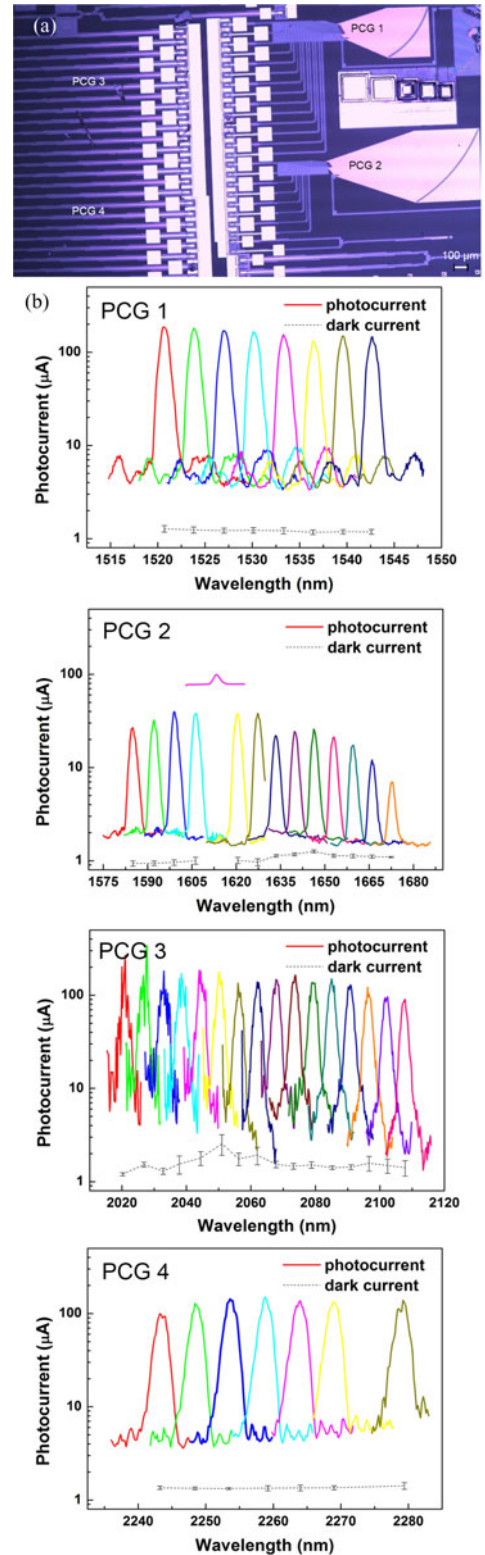 (a)
PCG 1
PCG 3
PCG 2
PCG 4
100 µm
(b)
PCG 1
photocurrent
dark current
100
10
1
Photocurrent (µA)
1515 1520 1525 1530 1535 1540 1545 1550
Wavelength (nm)
PCG 2
photocurrent
dark current
100
10
1
Photocurrent (µA)
1575 1590 1605 1620 1635 1650 1665 1680
Wavelength (nm)
PCG 3
photocurrent
dark current
100
10
1
Photocurrent (µA)
2020 2040 2060 2080 2100 2120
Wavelength (nm)
PCG 4
photocurrent
dark current
100
10
1
Photocurrent (µA)
2240 2250 2260 2270 2280
Wavelength (nm)